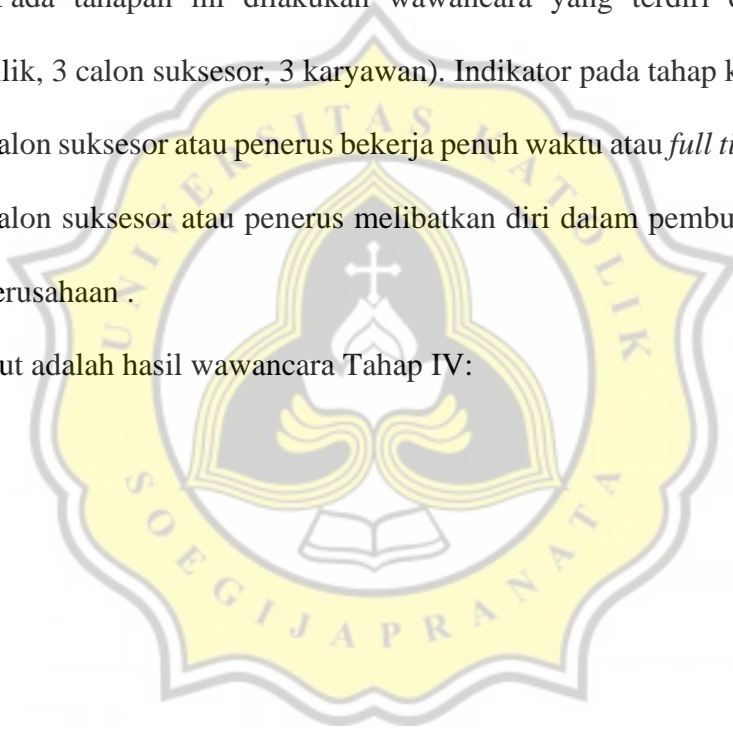 Pada tahapan ini dilakukan wawancara yang terdiri
ilik, 3 calon suksesor, 3 karyawan). Indikator pada tahap k
alon suksesor atau penerus bekerja penuh waktu atau full ti
alon suksesor atau penerus melibatkan diri dalam pembu
erusahaan .
ut adalah hasil wawancara Tahap IV:
UNIVERSITAS KATOLIK
SOEGIJAPRANATA